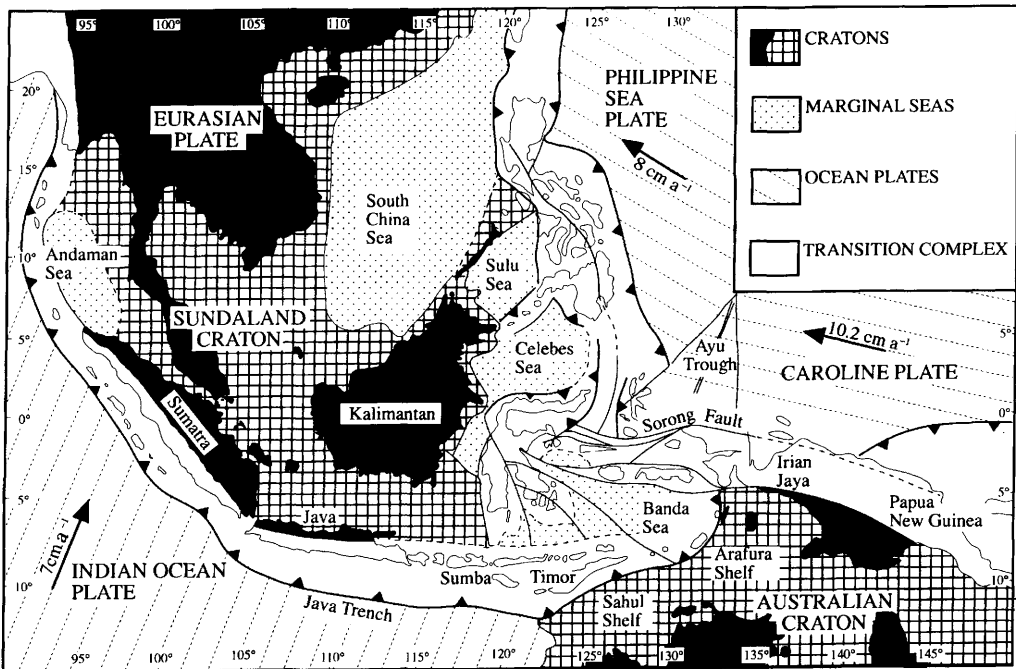 95° 100° 105° 110° 115° 120° 125° 130°
20°
15°
10°
5°
0°
5°
10°
EURASIAN
PLATE
PHILIPPINE
SEA
PLATE
8 cm a⁻¹
South
China
Sea
Andaman
Sea
Sulu
Sea
SUNDALAND
CRATON
Celebes
Sea
Ayu
Trough
10.2 cm a⁻¹
CAROLINE PLATE
5°
0°
5°
10°
Kalimantan
Sumatra
Sorong Fault
Irian
Jaya
Papua
New Guinea
Java
Banda
Sea
7cm a⁻¹
INDIAN OCEAN
PLATE
Java Trench
Sumba
Timor
Arafura
Shelf
Sahul
Shelf
AUSTRALIAN
CRATON
95° 100° 105° 110° 115° 120° 125° 130° 135° 140° 145°
CRATONS
MARGINAL SEAS
OCEAN PLATES
TRANSITION COMPLEX